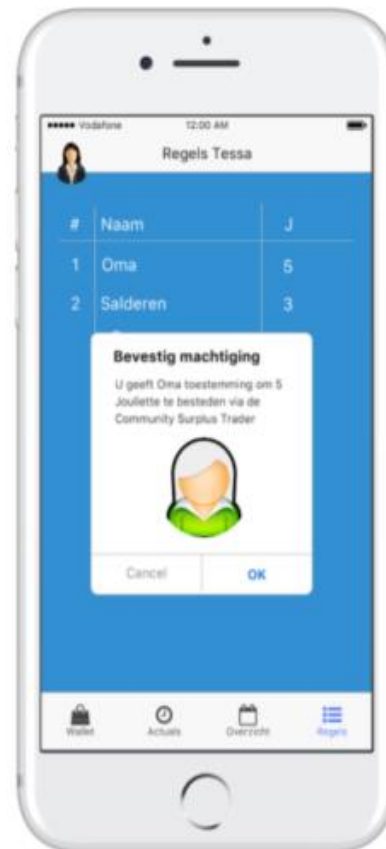 Vodafone 12:00 AM
Regels Tessa
# Naam J
1 Oma 5
2 Salderen 3
Bevestig machtiging
U geeft Oma toestemming om 5
Jouliette te besteden via de
Community Surplus Trader
Cancel OK
Wallet Actuals Overzicht Regels